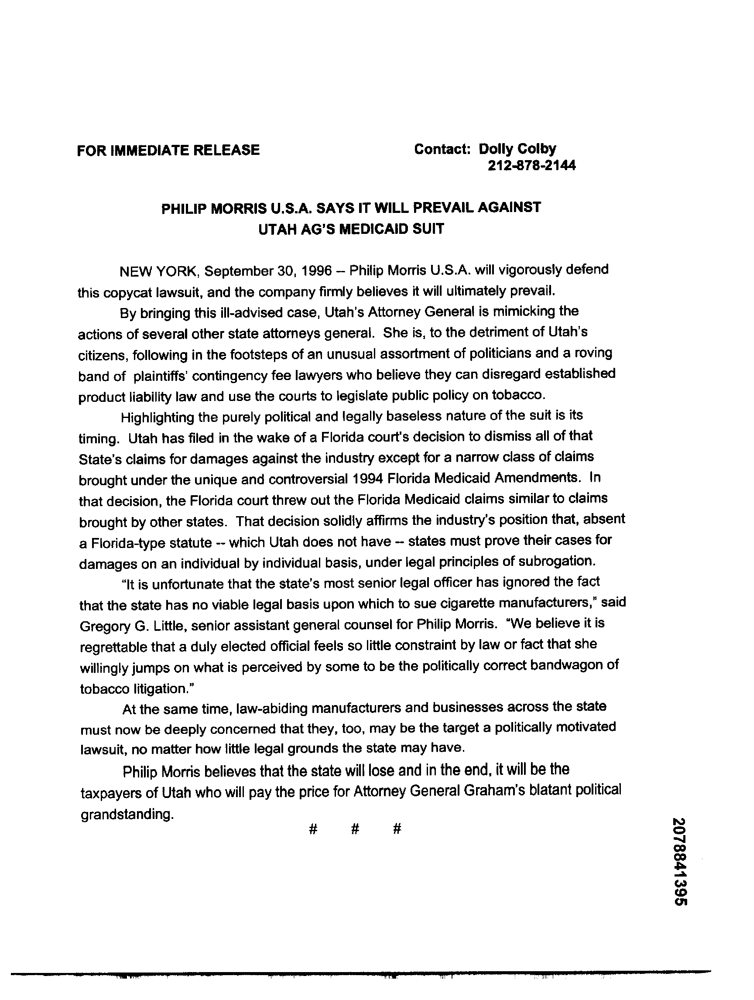 FOR IMMEDIATE RELEASE
Contact: Dolly Colby
212-878-2144
PHILIP MORRIS U.S.A. SAYS IT WILL PREVAIL AGAINST
UTAH AG'S MEDICAID SUIT
NEW YORK, September 30, 1996 -- Philip Morris U.S.A. will vigorously defend
this copycat lawsuit, and the company firmly believes it will ultimately prevail.
By bringing this ill-advised case, Utah's Attorney General is mimicking the
actions of several other state attorneys general. She is, to the detriment of Utah's
citizens, following in the footsteps of an unusual assortment of politicians and a roving
band of plaintiffs' contingency fee lawyers who believe they can disregard established
product liability law and use the courts to legislate public policy on tobacco.
Highlighting the purely political and legally baseless nature of the suit is its
timing. Utah has filed in the wake of a Florida court's decision to dismiss all of that
State's claims for damages against the industry except for a narrow class of claims
brought under the unique and controversial 1994 Florida Medicaid Amendments. In
that decision, the Florida court threw out the Florida Medicaid claims similar to claims
brought by other states. That decision solidly affirms the industry's position that, absent
a Florida-type statute -- which Utah does not have -- states must prove their cases for
damages on an individual by individual basis, under legal principles of subrogation.
"It is unfortunate that the state's most senior legal officer has ignored the fact
that the state has no viable legal basis upon which to sue cigarette manufacturers," said
Gregory G. Little, senior assistant general counsel for Philip Morris. "We believe it is
regrettable that a duly elected official feels so little constraint by law or fact that she
willingly jumps on what is perceived by some to be the politically correct bandwagon of
tobacco litigation."
At the same time, law-abiding manufacturers and businesses across the state
must now be deeply concerned that they, too, may be the target a politically motivated
lawsuit, no matter how little legal grounds the state may have.
Philip Morris believes that the state will lose and in the end, it will be the
taxpayers of Utah who will pay the price for Attorney General Graham's blatant political
grandstanding.
# # #
2078841395